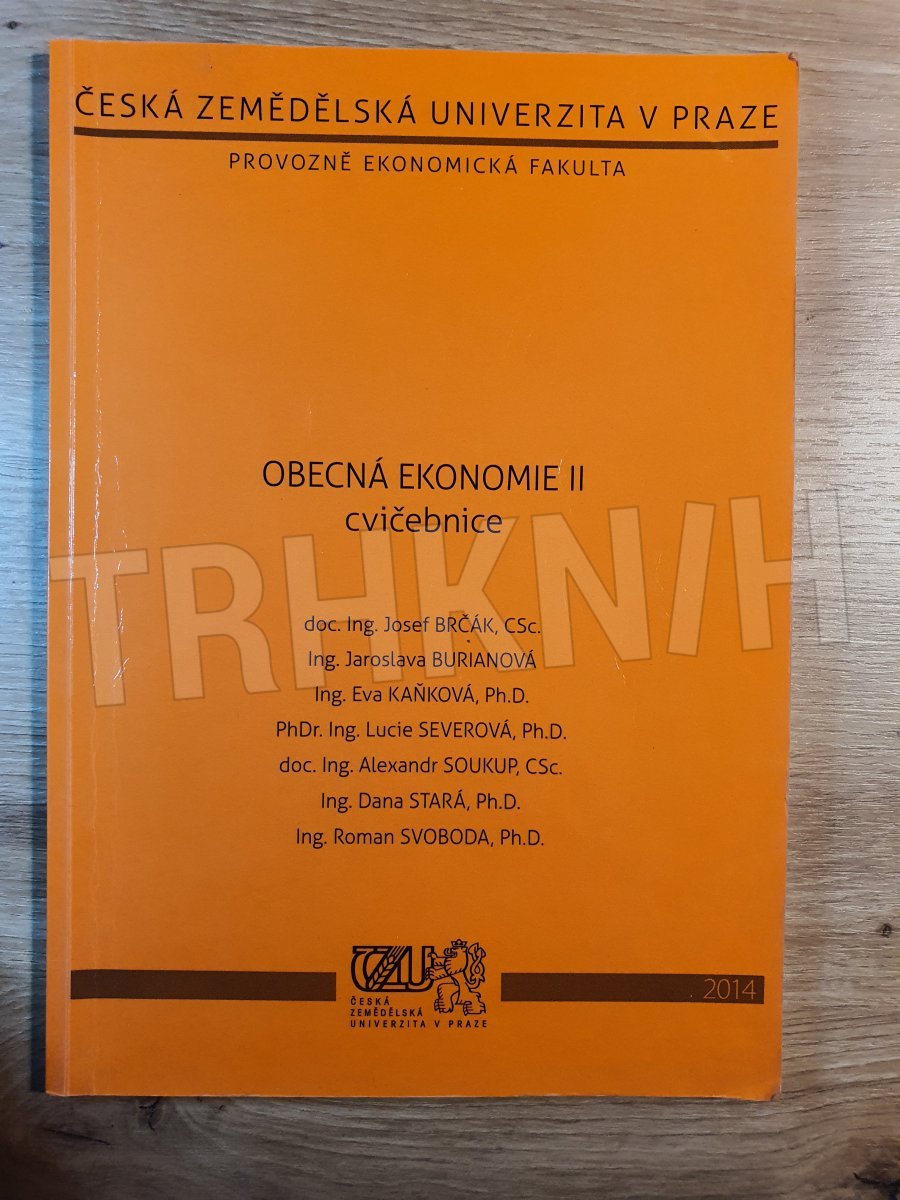 ČESKÁ ZEMĚDĚLSKÁ UNIVERZITA V PRAZE
PROVOZNĚ EKONOMICKÁ FAKULTA
OBECNÁ EKONOMIE II
cvičebnice
TRHKNIH
doc. Ing. Josef BRČÁK, CSc.
Ing. Jaroslava BURIANOVÁ
Ing. Eva KAŇKOVÁ, Ph.D.
PhDr. Ing. Lucie SEVEROVÁ, Ph.D.
doc. Ing. Alexandr SOUKUP, CSc.
Ing. Dana STARÁ, Ph.D.
Ing. Roman SVOBODA, Ph.D.
ČZU
ČESKÁ
ZEMĚDĚLSKÁ
UNIVERZITA V PRAZE
2014